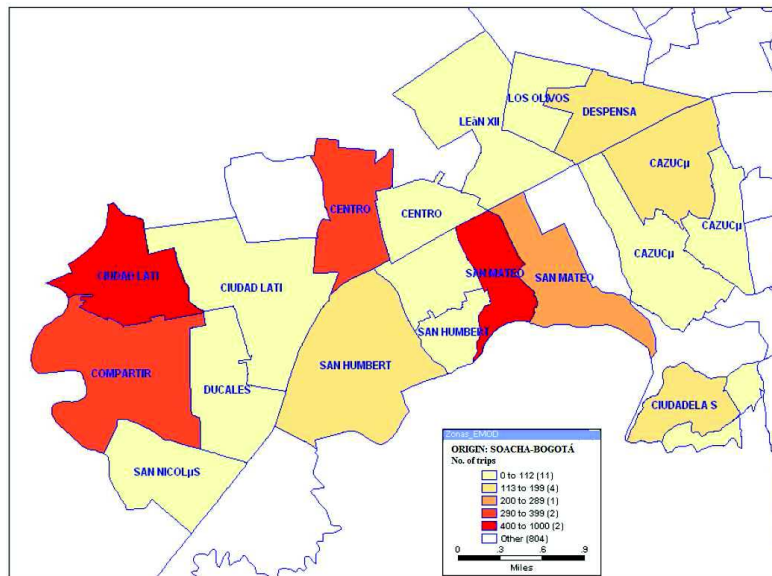 LOS OLIVOS
LEàN XII
DESPENSA
CAZUCµ
CENTRO
CENTRO
CAZUCµ
CAZUCµ
CIUDAD LATI
CIUDAD LATI
SAN MATEO
SAN MATEO
SAN HUMBERT
SAN HUMBERT
COMPARTIR
DUCALES
CIUDADELA S
SAN NICOLµS
Zonas_EMOD
ORIGIN: SOACHA-BOGOTÁ
No. of trips
0 to 112 (11)
113 to 199 (4)
200 to 289 (1)
290 to 399 (2)
400 to 1000 (2)
Other (804)
0 .3 .6 .9
Miles